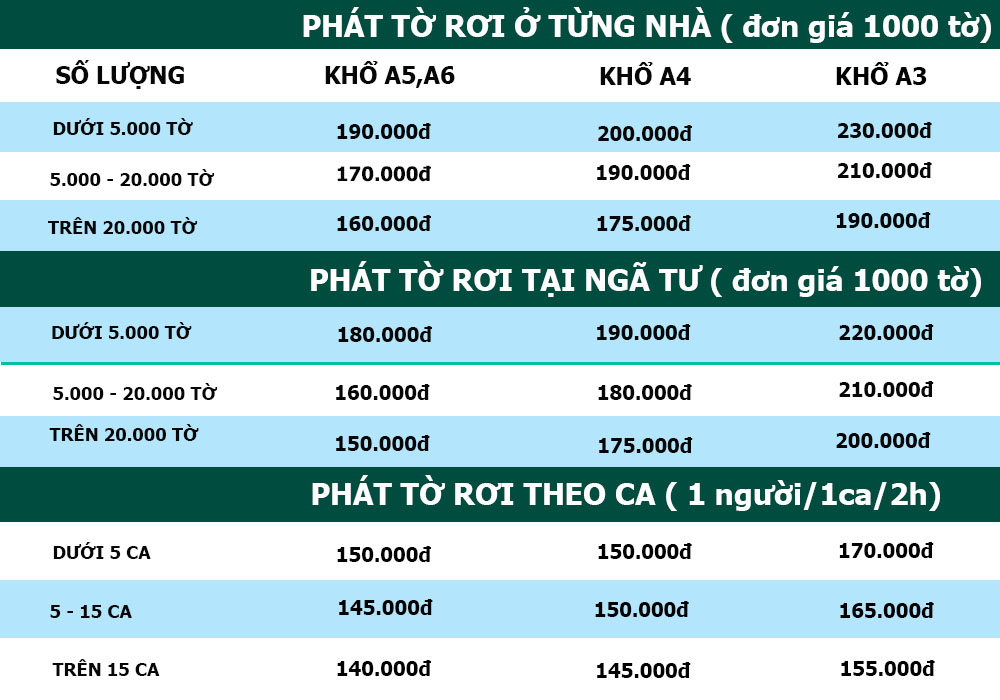 PHÁT TỜ RƠI Ở TỪNG NHÀ ( đơn giá 1000 tờ)
SỐ LƯỢNG KHỔ A5,A6 KHỔ A4 KHỔ A3
DƯỚI 5.000 TỜ 190.000đ 200.000đ 230.000đ
5.000 - 20.000 TỜ 170.000đ 190.000đ 210.000đ
TRÊN 20.000 TỜ 160.000đ 175.000đ 190.000đ
PHÁT TỜ RƠI TẠI NGÃ TƯ ( đơn giá 1000 tờ)
DƯỚI 5.000 TỜ 180.000đ 190.000đ 220.000đ
5.000 - 20.000 TỜ 160.000đ 180.000đ 210.000đ
TRÊN 20.000 TỜ 150.000đ 175.000đ 200.000đ
PHÁT TỜ RƠI THEO CA ( 1 người/1ca/2h)
DƯỚI 5 CA 150.000đ 150.000đ 170.000đ
5 - 15 CA 145.000đ 150.000đ 165.000đ
TRÊN 15 CA 140.000đ 145.000đ 155.000đ